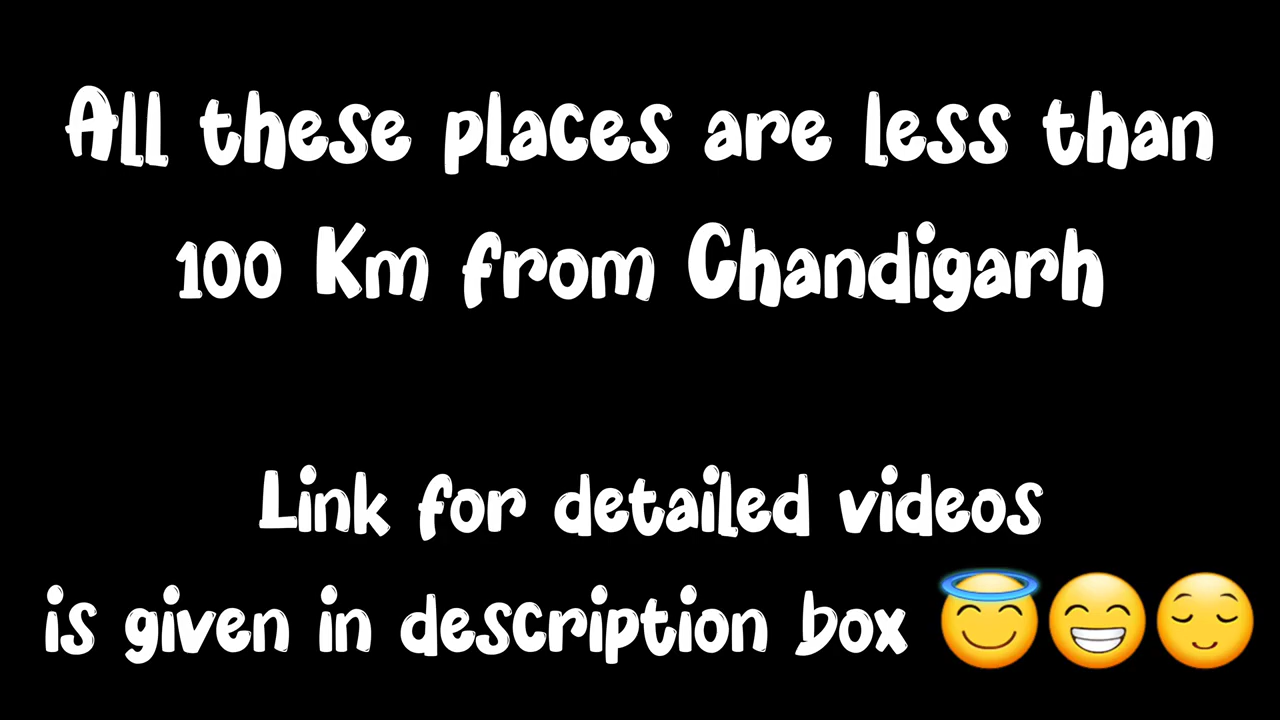 All these places are less than
100 Km from Chandigarh
Link for detailed videos
is given in description box 😇😁😌